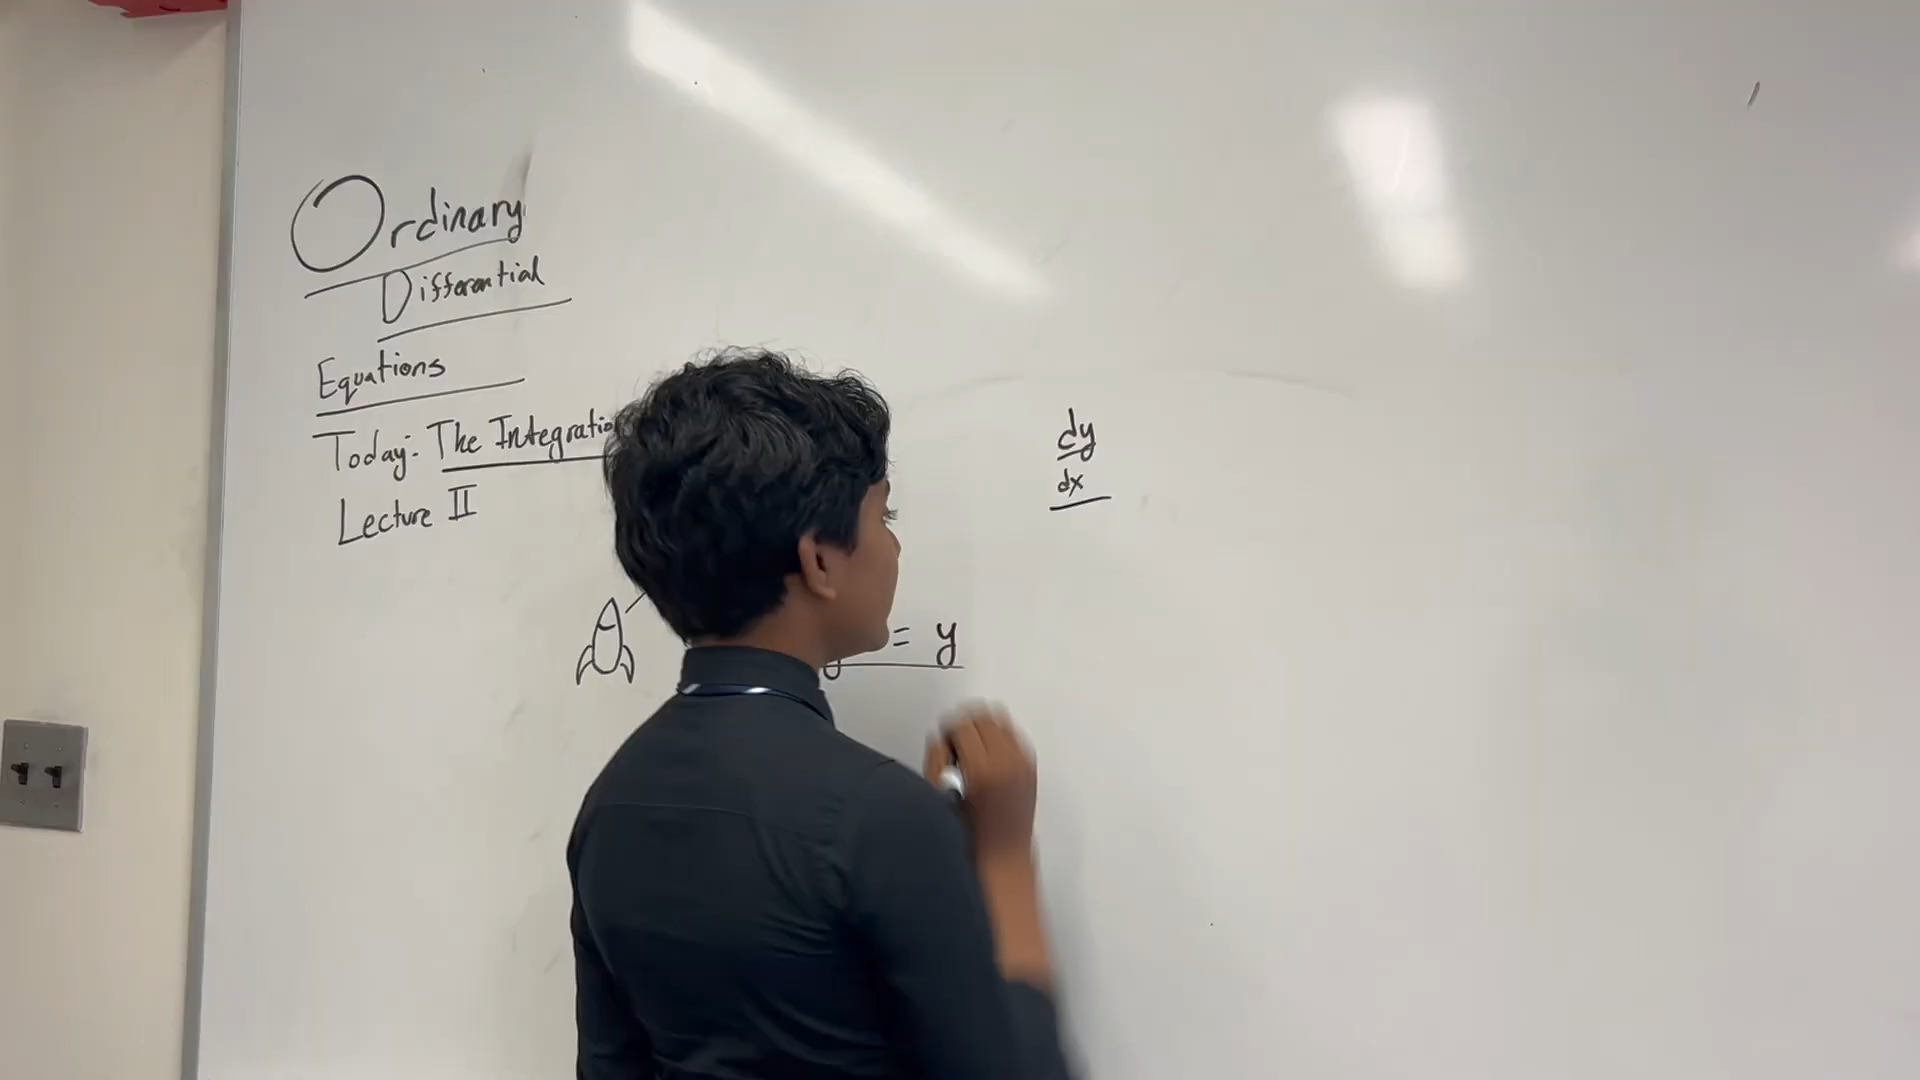 Ordinary
Differential
Equations
Today: The Integratio
Lecture II
dy
dx
= y